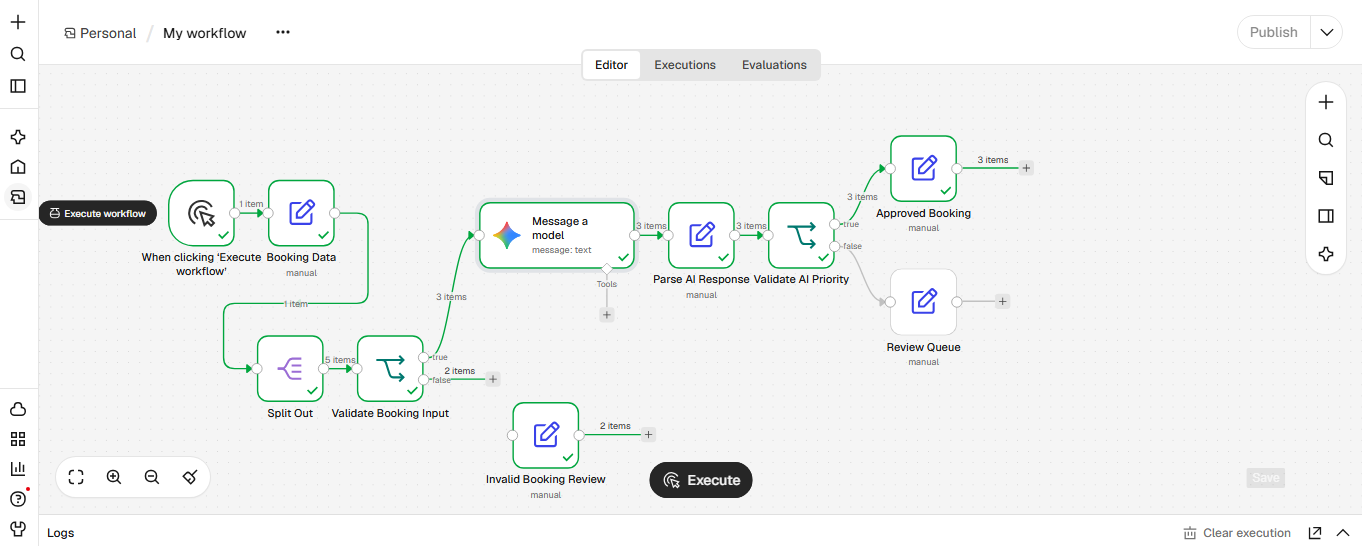 Personal / My workflow ...
Publish
Editor Executions Evaluations
Execute workflow
When clicking ‘Execute
workflow’
1 item
Booking Data
manual
1 item
Split Out
5 items
Validate Booking Input
true
false
3 items
2 items
Invalid Booking Review
manual
2 items
Message a
model
message: text
Tools
3 items
Parse AI Response
manual
3 items
Validate AI Priority
true
false
3 items
Approved Booking
manual
3 items
Review Queue
manual
Execute
Save
Logs
Clear execution